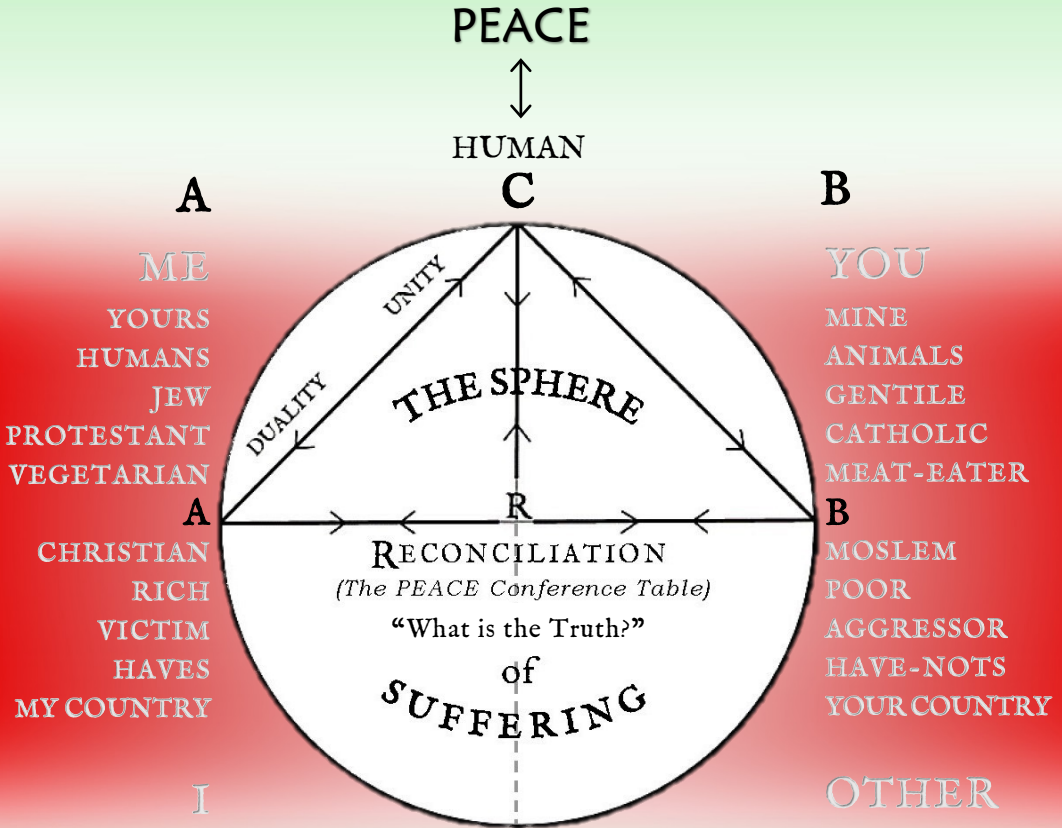 PEACE
HUMAN
A
C
B
ME
YOU
YOURS
MINE
HUMANS
ANIMALS
JEW
GENTILE
PROTESTANT
CATHOLIC
VEGETARIAN
MEAT-EATER
UNITY
DUALITY
THE SPHERE
A
R
B
RECONCILIATION
(The PEACE Conference Table)
"What is the Truth?"
of
SUFFERING
CHRISTIAN
MOSLEM
RICH
POOR
VICTIM
AGGRESSOR
HAVES
HAVE-NOTS
MY COUNTRY
YOUR COUNTRY
I
OTHER